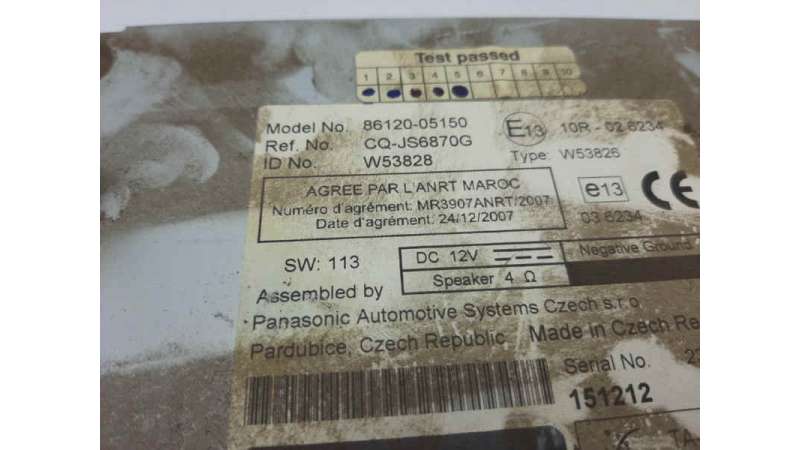 Test passed
1 2 3 4 5 6 7 8 9 10
Model No. 86120-05150
Ref. No. CQ-JS6870G
ID No. W53828
E13 10R - 02 6234
Type: W53826
AGREE PAR L'ANRT MAROC
Numéro d'agrément: MR3907ANRT/2007
Date d'agrément: 24/12/2007
e13 CE
03 6234
SW: 113
DC 12V Negative Ground
Speaker 4 Ω
Assembled by
Panasonic Automotive Systems Czech s.r.o.
Pardubice, Czech Republic Made in Czech Re
Serial No.
151212
TA-